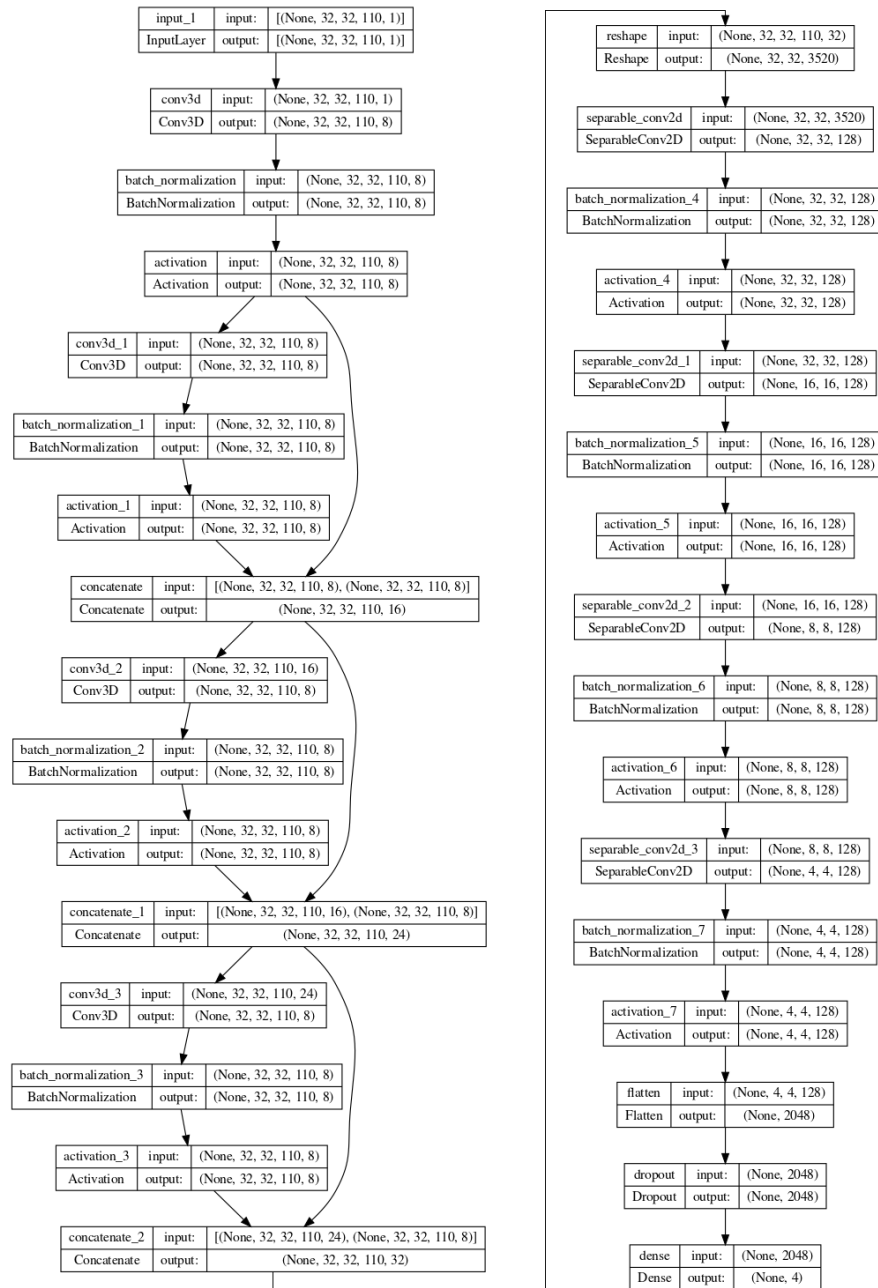 input_1 input: [(None, 32, 32, 110, 1)]
InputLayer output: [(None, 32, 32, 110, 1)]
conv3d input: (None, 32, 32, 110, 1)
Conv3D output: (None, 32, 32, 110, 8)
batch_normalization input: (None, 32, 32, 110, 8)
BatchNormalization output: (None, 32, 32, 110, 8)
activation input: (None, 32, 32, 110, 8)
Activation output: (None, 32, 32, 110, 8)
conv3d_1 input: (None, 32, 32, 110, 8)
Conv3D output: (None, 32, 32, 110, 8)
batch_normalization_1 input: (None, 32, 32, 110, 8)
BatchNormalization output: (None, 32, 32, 110, 8)
activation_1 input: (None, 32, 32, 110, 8)
Activation output: (None, 32, 32, 110, 8)
concatenate input: [(None, 32, 32, 110, 8), (None, 32, 32, 110, 8)]
Concatenate output: (None, 32, 32, 110, 16)
conv3d_2 input: (None, 32, 32, 110, 16)
Conv3D output: (None, 32, 32, 110, 8)
batch_normalization_2 input: (None, 32, 32, 110, 8)
BatchNormalization output: (None, 32, 32, 110, 8)
activation_2 input: (None, 32, 32, 110, 8)
Activation output: (None, 32, 32, 110, 8)
concatenate_1 input: [(None, 32, 32, 110, 16), (None, 32, 32, 110, 8)]
Concatenate output: (None, 32, 32, 110, 24)
conv3d_3 input: (None, 32, 32, 110, 24)
Conv3D output: (None, 32, 32, 110, 8)
batch_normalization_3 input: (None, 32, 32, 110, 8)
BatchNormalization output: (None, 32, 32, 110, 8)
activation_3 input: (None, 32, 32, 110, 8)
Activation output: (None, 32, 32, 110, 8)
concatenate_2 input: [(None, 32, 32, 110, 24), (None, 32, 32, 110, 8)]
Concatenate output: (None, 32, 32, 110, 32)
reshape input: (None, 32, 32, 110, 32)
Reshape output: (None, 32, 32, 3520)
separable_conv2d input: (None, 32, 32, 3520)
SeparableConv2D output: (None, 32, 32, 128)
batch_normalization_4 input: (None, 32, 32, 128)
BatchNormalization output: (None, 32, 32, 128)
activation_4 input: (None, 32, 32, 128)
Activation output: (None, 32, 32, 128)
separable_conv2d_1 input: (None, 32, 32, 128)
SeparableConv2D output: (None, 16, 16, 128)
batch_normalization_5 input: (None, 16, 16, 128)
BatchNormalization output: (None, 16, 16, 128)
activation_5 input: (None, 16, 16, 128)
Activation output: (None, 16, 16, 128)
separable_conv2d_2 input: (None, 16, 16, 128)
SeparableConv2D output: (None, 8, 8, 128)
batch_normalization_6 input: (None, 8, 8, 128)
BatchNormalization output: (None, 8, 8, 128)
activation_6 input: (None, 8, 8, 128)
Activation output: (None, 8, 8, 128)
separable_conv2d_3 input: (None, 8, 8, 128)
SeparableConv2D output: (None, 4, 4, 128)
batch_normalization_7 input: (None, 4, 4, 128)
BatchNormalization output: (None, 4, 4, 128)
activation_7 input: (None, 4, 4, 128)
Activation output: (None, 4, 4, 128)
flatten input: (None, 4, 4, 128)
Flatten output: (None, 2048)
dropout input: (None, 2048)
Dropout output: (None, 2048)
dense input: (None, 2048)
Dense output: (None, 4)